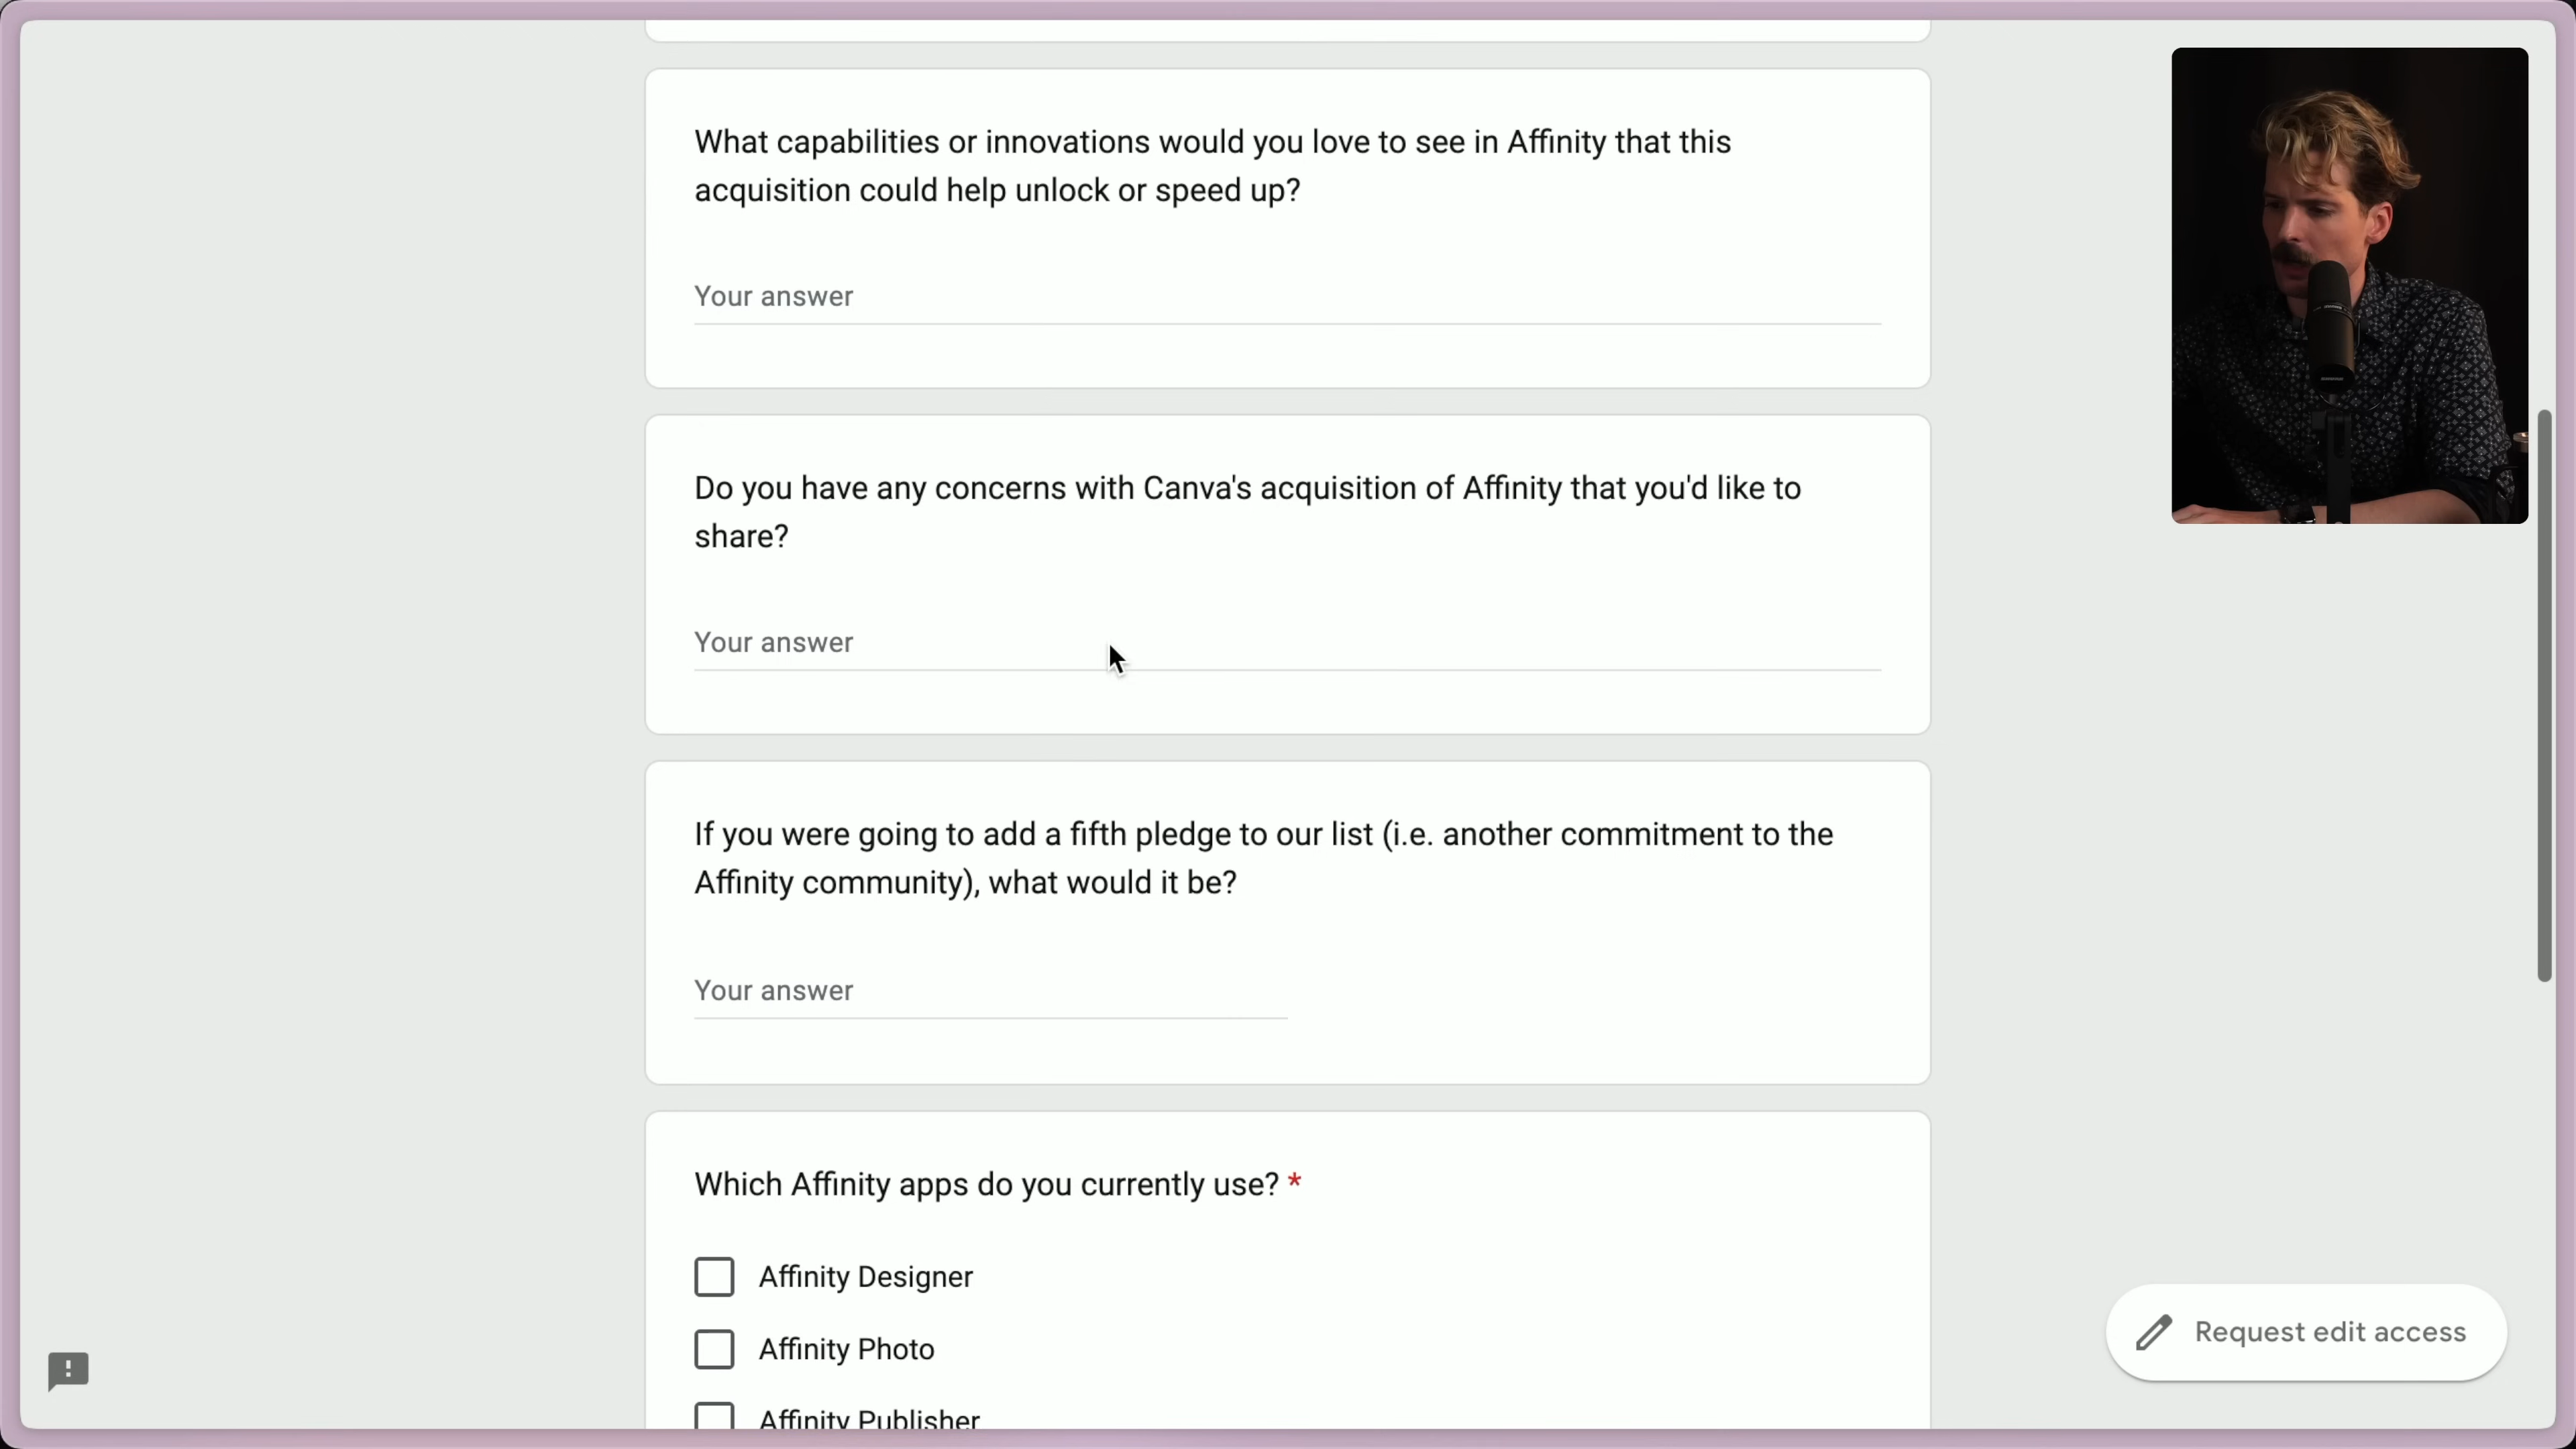 What capabilities or innovations would you love to see in Affinity that this
acquisition could help unlock or speed up?
Your answer
Do you have any concerns with Canva's acquisition of Affinity that you'd like to
share?
Your answer
If you were going to add a fifth pledge to our list (i.e. another commitment to the
Affinity community), what would it be?
Your answer
Which Affinity apps do you currently use? *
Affinity Designer
Affinity Photo
Affinity Publisher
Request edit access